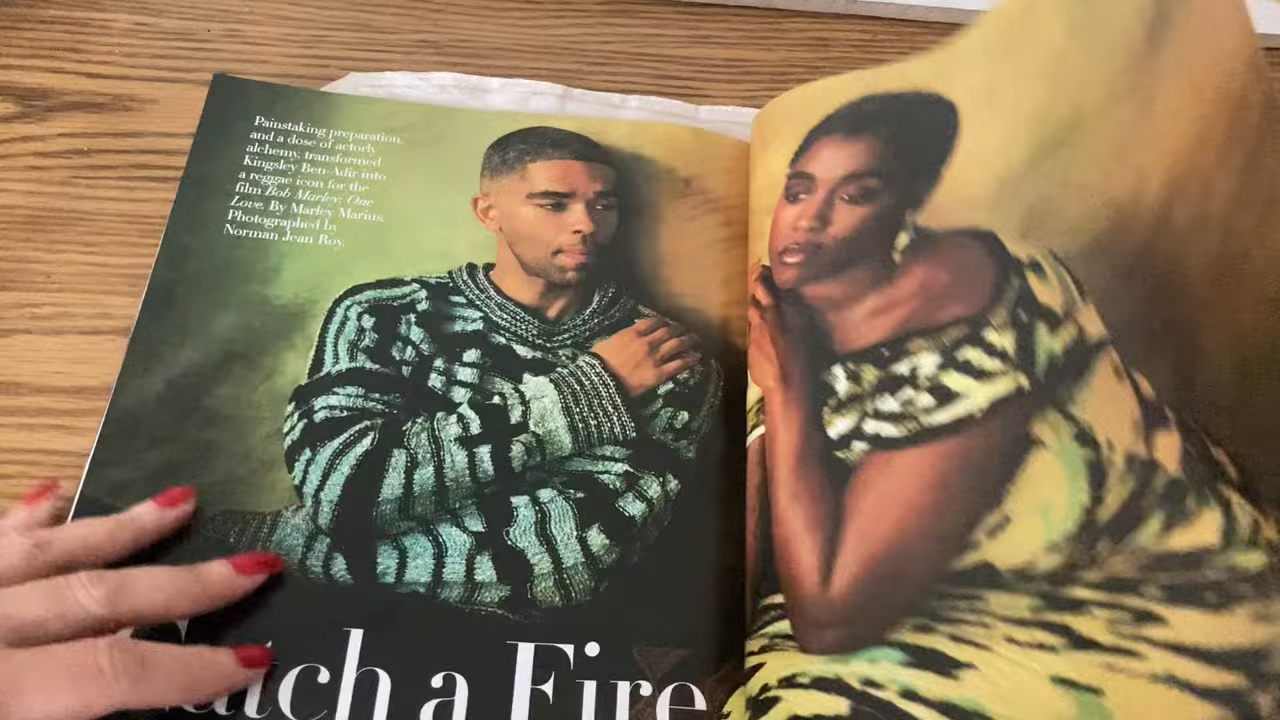 Painstaking preparation,
and a dose of actorly
alchemy, transformed
Kingsley Ben-Adir into
a reggae icon for the
film Bob Marley: One
Love. By Marley Marius.
Photographed by
Norman Jean Roy.
Catch a Fire